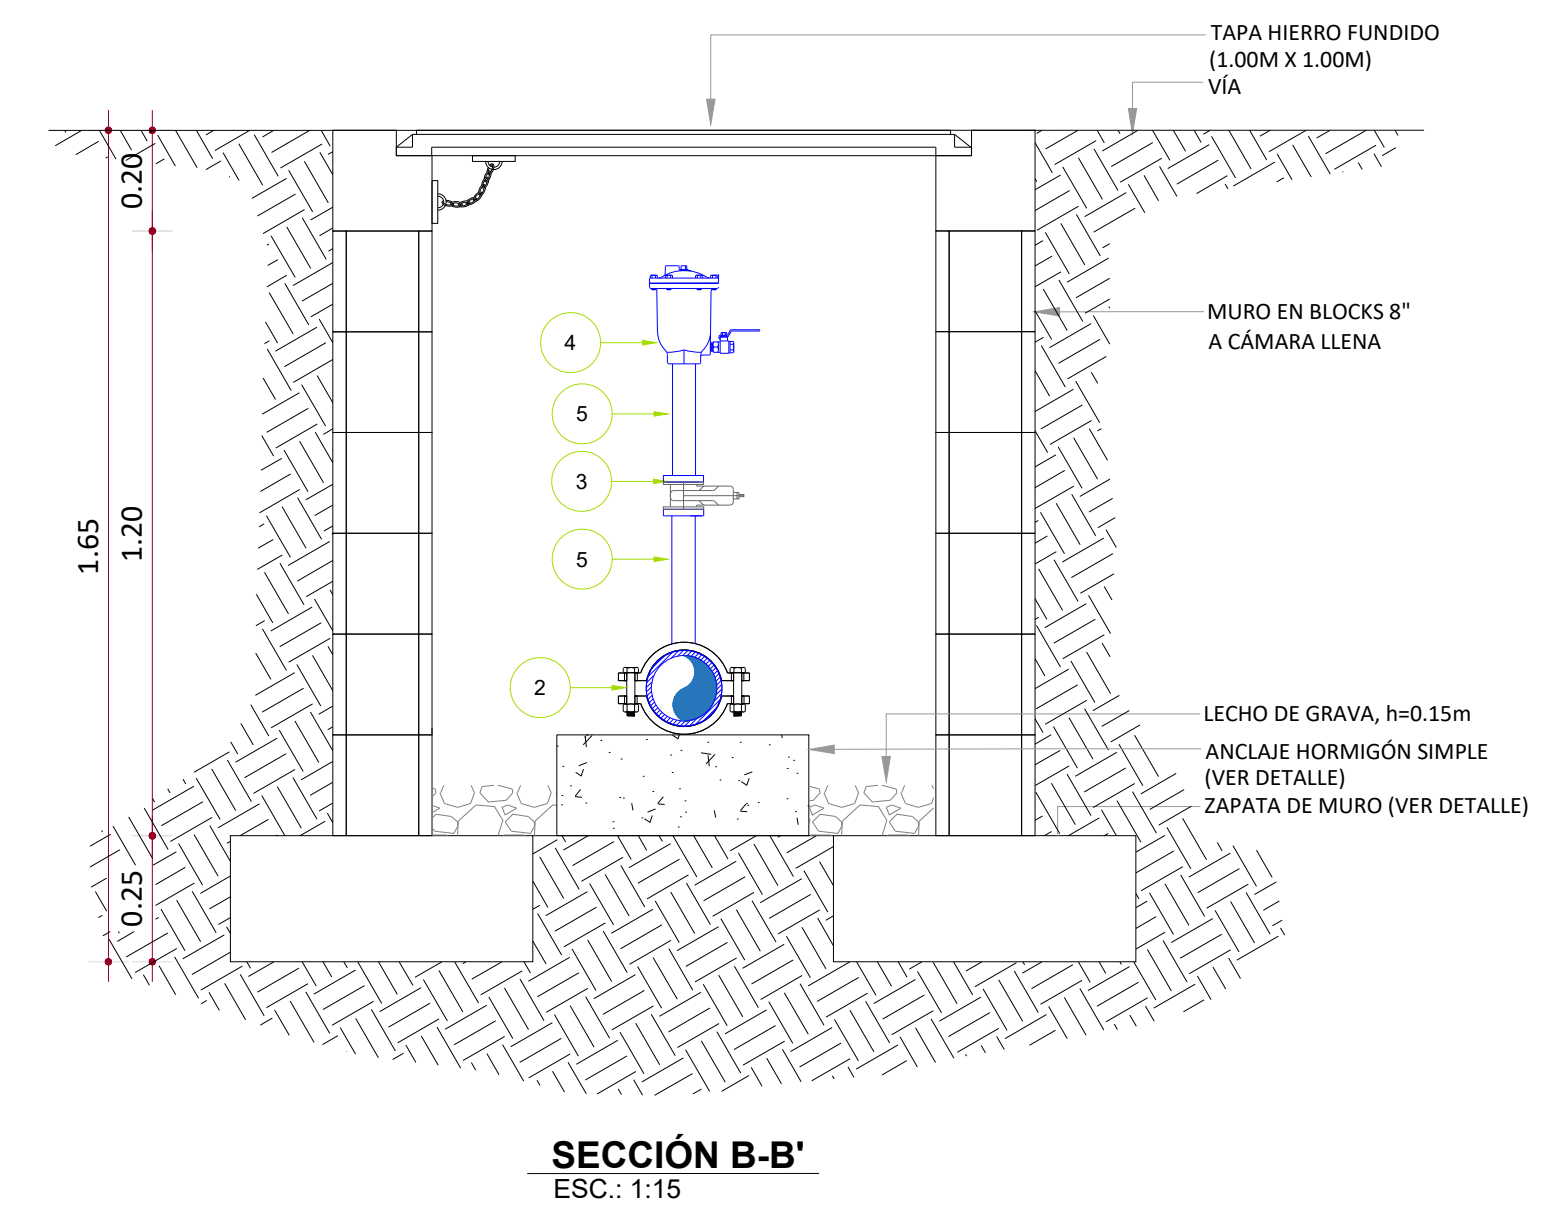 TAPA HIERRO FUNDIDO
(1.00M X 1.00M)
VÍA
0.20
MURO EN BLOCKS 8"
A CÁMARA LLENA
4
5
3
1.65
1.20
5
2
LECHO DE GRAVA, h=0.15m
ANCLAJE HORMIGÓN SIMPLE
(VER DETALLE)
ZAPATA DE MURO (VER DETALLE)
0.25
SECCIÓN B-B'
ESC.: 1:15